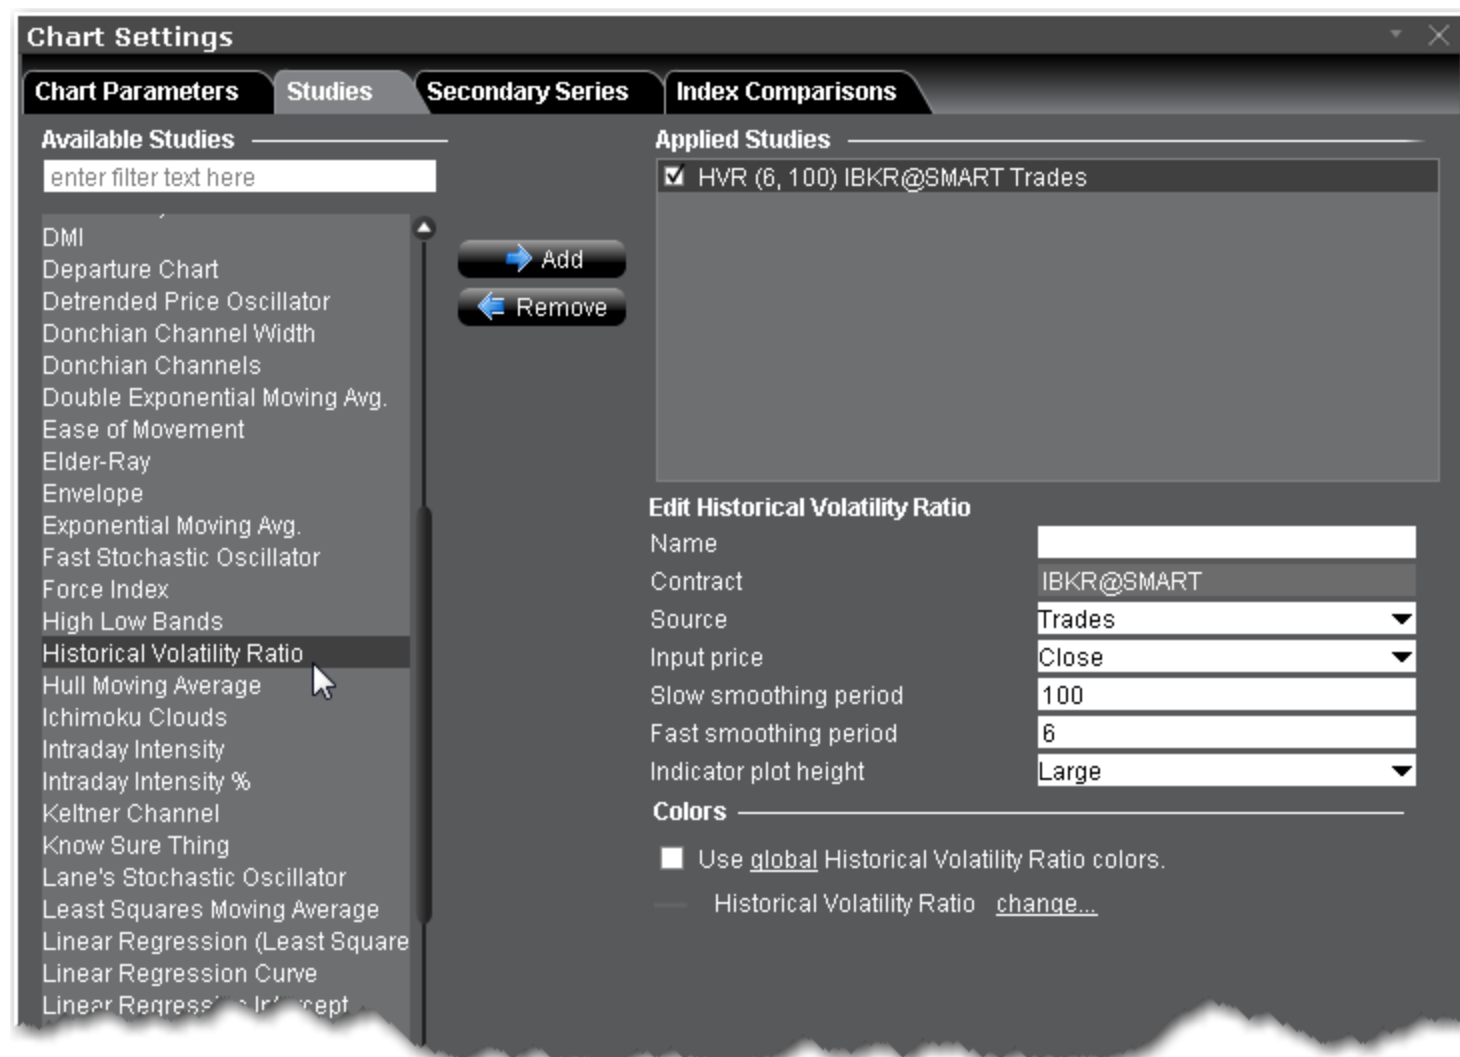 Chart Settings
Chart Parameters
Studies
Secondary Series
Index Comparisons
Available Studies
enter filter text here
DMI
Departure Chart
Detrended Price Oscillator
Donchian Channel Width
Donchian Channels
Double Exponential Moving Avg.
Ease of Movement
Elder-Ray
Envelope
Exponential Moving Avg.
Fast Stochastic Oscillator
Force Index
High Low Bands
Historical Volatility Ratio
Hull Moving Average
Ichimoku Clouds
Intraday Intensity
Intraday Intensity %
Keltner Channel
Know Sure Thing
Lane's Stochastic Oscillator
Least Squares Moving Average
Linear Regression (Least Square
Linear Regression Curve
Linear
Add
Remove
Applied Studies
HVR (6, 100) IBKR@SMART Trades
Edit Historical Volatility Ratio
Name
Contract IBKR@SMART
Source Trades
Input price Close
Slow smoothing period 100
Fast smoothing period 6
Indicator plot height Large
Colors
Use global Historical Volatility Ratio colors.
Historical Volatility Ratio change...